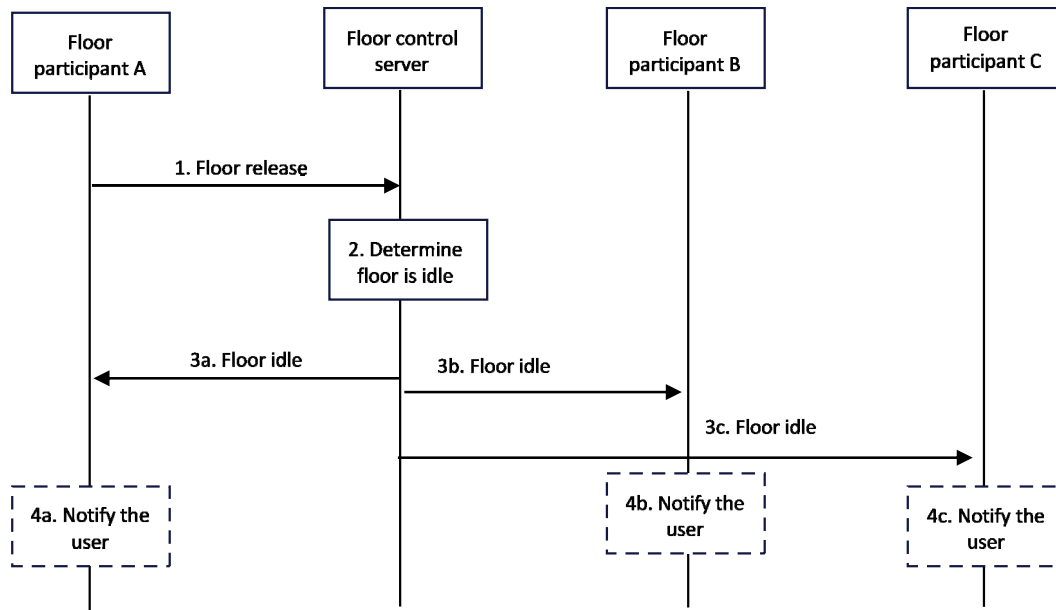 Floor
participant A
Floor control
server
Floor
participant B
Floor
participant C
1. Floor release
2. Determine
floor is idle
3a. Floor idle
3b. Floor idle
3c. Floor idle
4a. Notify the
user
4b. Notify the
user
4c. Notify the
user